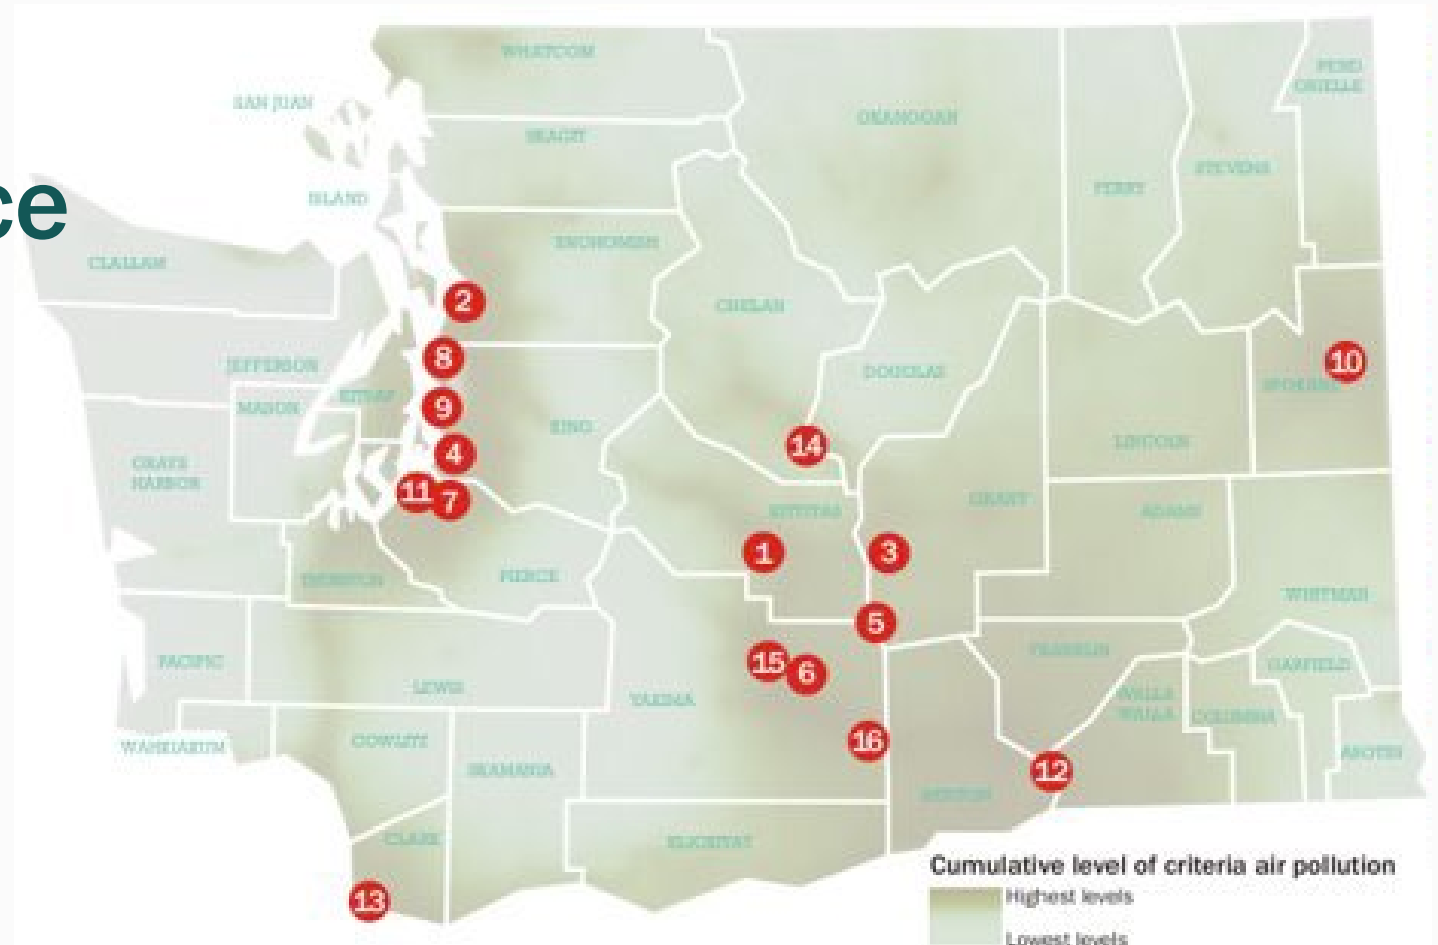 ce
WHATCOM
SAN JUAN
SKAGIT
ISLAND
OKANOGAN
PEND
OREILLE
STEVENS
FERRY
SNOHOMISH
CLALLAM
CHELAN
2
8
JEFFERSON
DOUGLAS
10
SPOKANE
KITSAP
MASON
9
KING
14
LINCOLN
4
GRAYS
HARBOR
11
7
GRANT
KITTITAS
ADAMS
1
3
THURSTON
PIERCE
WHITMAN
5
PACIFIC
15
6
FRANKLIN
GARFIELD
LEWIS
YAKIMA
WALLA
WALLA
COLUMBIA
WAHKIAKUM
COWLITZ
16
ASOTIN
SKAMANIA
12
BENTON
CLARK
KLICKITAT
13
Cumulative level of criteria air pollution
Highest levels
Lowest levels